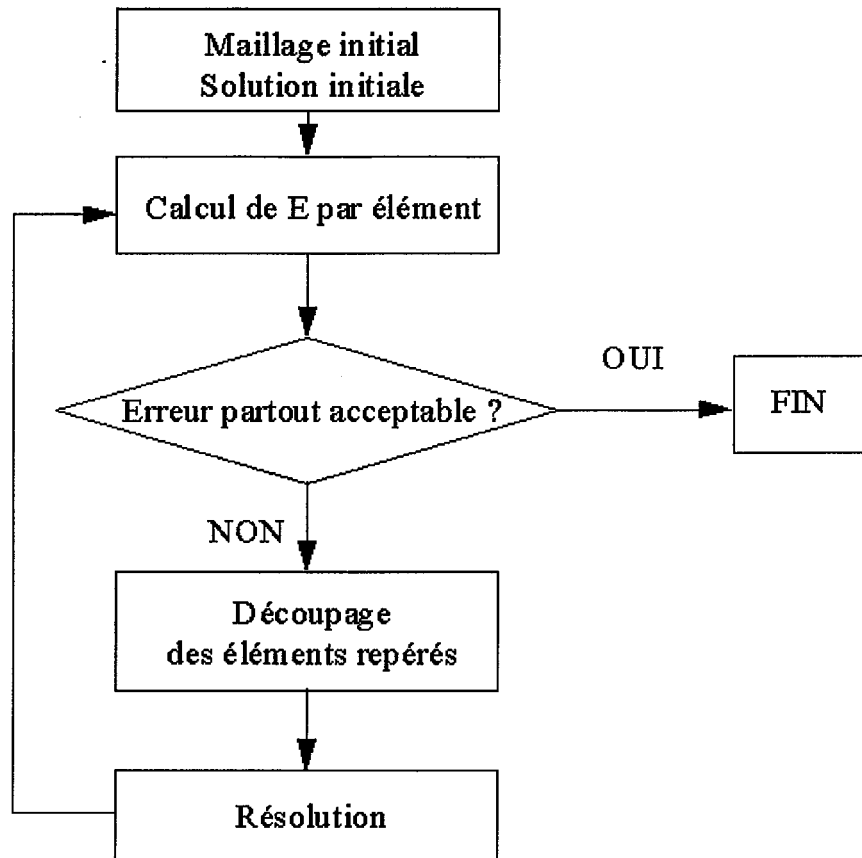 Maillage initial
Solution initiale
Calcul de E par élément
Erreur partout acceptable ?
OUI
FIN
NON
Découpage
des éléments repérés
Résolution